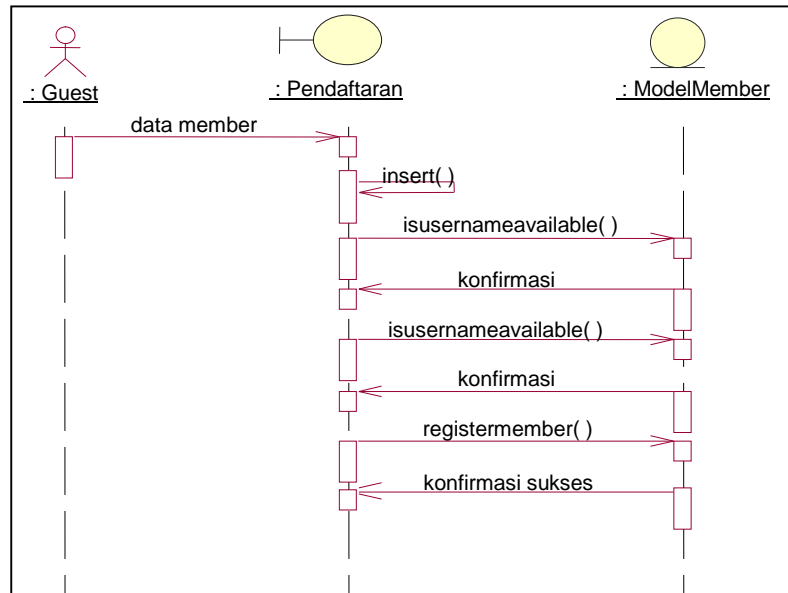 : Guest
: Pendaftaran
: ModelMember
data member
insert( )
isusernameavailable( )
konfirmasi
isusernameavailable( )
konfirmasi
registermember( )
konfirmasi sukses